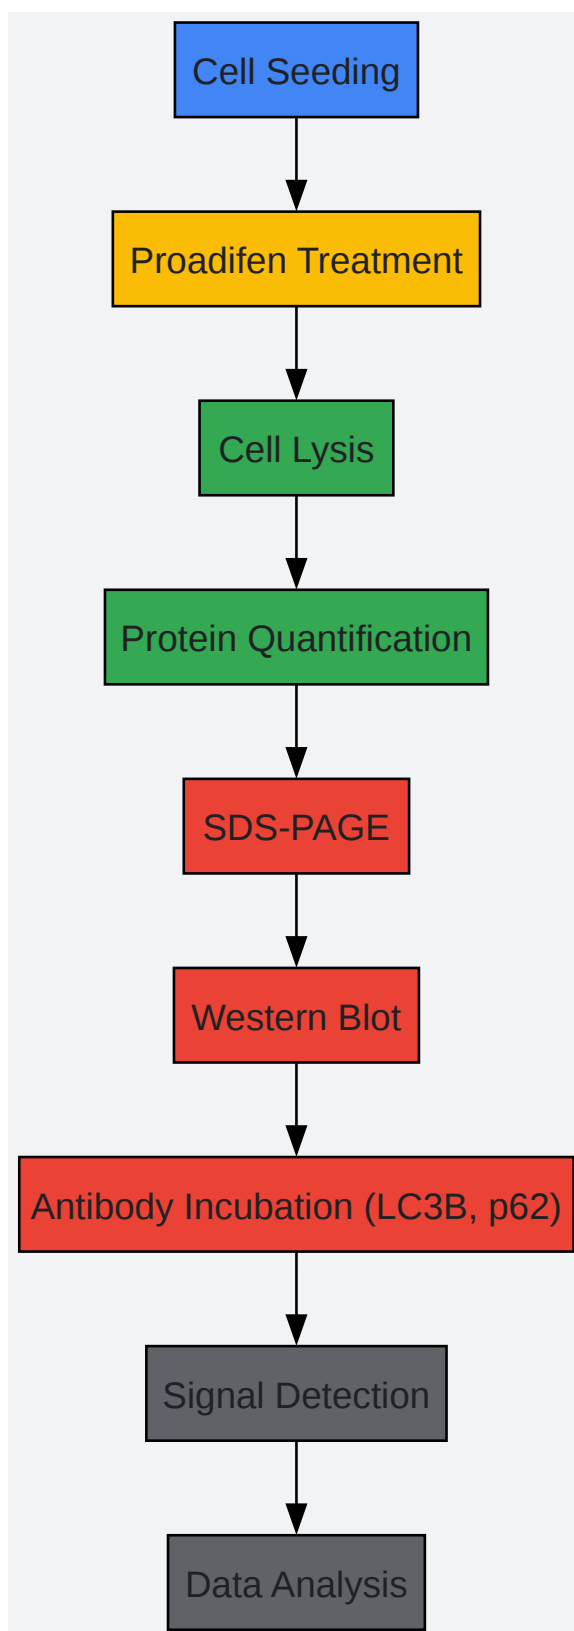 Cell Seeding
Proadifen Treatment
Cell Lysis
Protein Quantification
SDS-PAGE
Western Blot
Antibody Incubation (LC3B, p62)
Signal Detection
Data Analysis